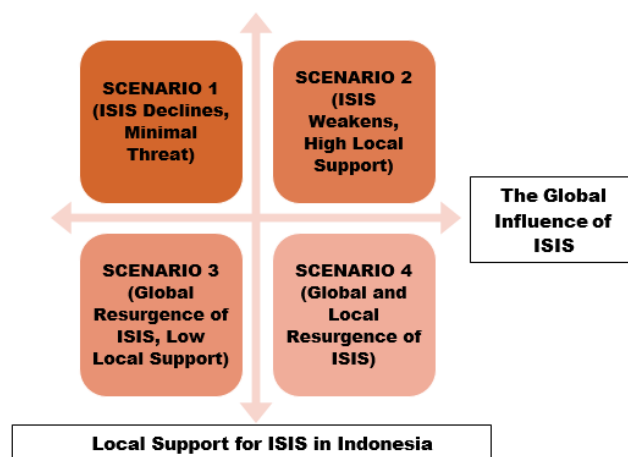 SCENARIO 1
(ISIS Declines,
Minimal
Threat)
SCENARIO 2
(ISIS
Weakens,
High Local
Support)
The Global
Influence of
ISIS
SCENARIO 3
(Global
Resurgence of
ISIS, Low
Local Support)
SCENARIO 4
(Global and
Local
Resurgence of
ISIS)
Local Support for ISIS in Indonesia